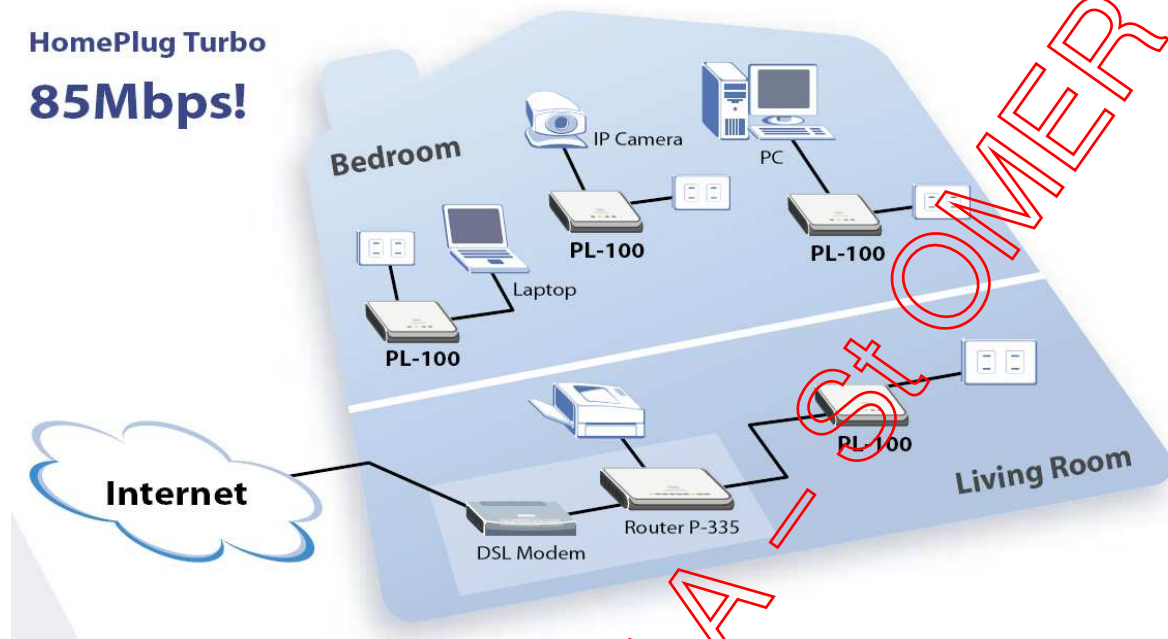 HomePlug Turbo
85Mbps!
Bedroom
IP Camera
PC
PL-100
PL-100
Laptop
PL-100
PL-100
Living Room
Internet
Router P-335
DSL Modem
A – St OMER